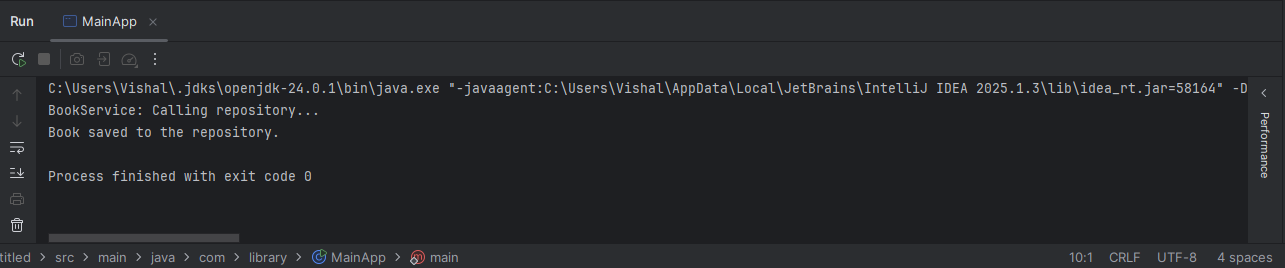 Run MainApp
C:\Users\Vishal\.jdks\openjdk-24.0.1\bin\java.exe "-javaagent:C:\Users\Vishal\AppData\Local\JetBrains\IntelliJ IDEA 2025.1.3\lib\idea_rt.jar=58164" -D
BookService: Calling repository...
Book saved to the repository.
Process finished with exit code 0
Performance
titled > src > main > java > com > library > MainApp > main 10:1 CRLF UTF-8 4 spaces